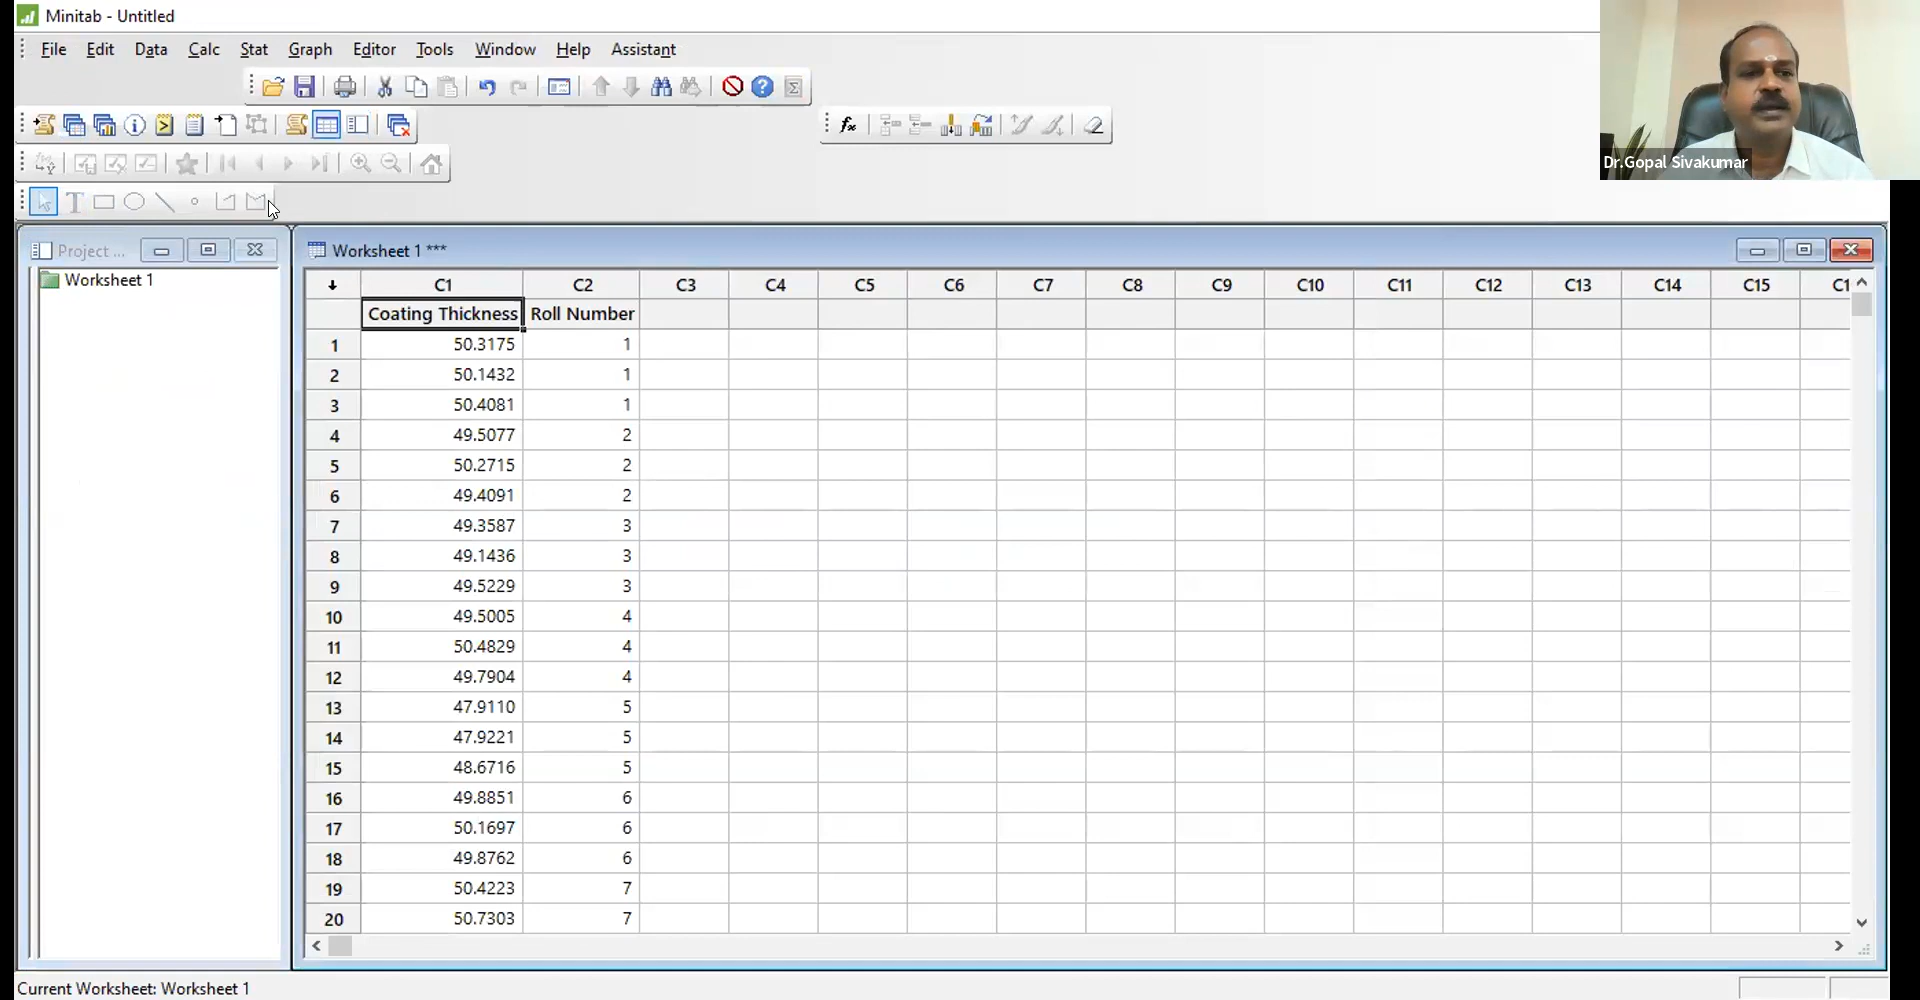 Minitab - Untitled
File Edit Data Calc Stat Graph Editor Tools Window Help Assistant
Dr.Gopal Sivakumar
Project ...
Worksheet 1
Worksheet 1 ***
C1 C2 C3 C4 C5 C6 C7 C8 C9 C10 C11 C12 C13 C14 C15 C1
Coating Thickness Roll Number
1 50.3175 1
2 50.1432 1
3 50.4081 1
4 49.5077 2
5 50.2715 2
6 49.4091 2
7 49.3587 3
8 49.1436 3
9 49.5229 3
10 49.5005 4
11 50.4829 4
12 49.7904 4
13 47.9110 5
14 47.9221 5
15 48.6716 5
16 49.8851 6
17 50.1697 6
18 49.8762 6
19 50.4223 7
20 50.7303 7
Current Worksheet: Worksheet 1